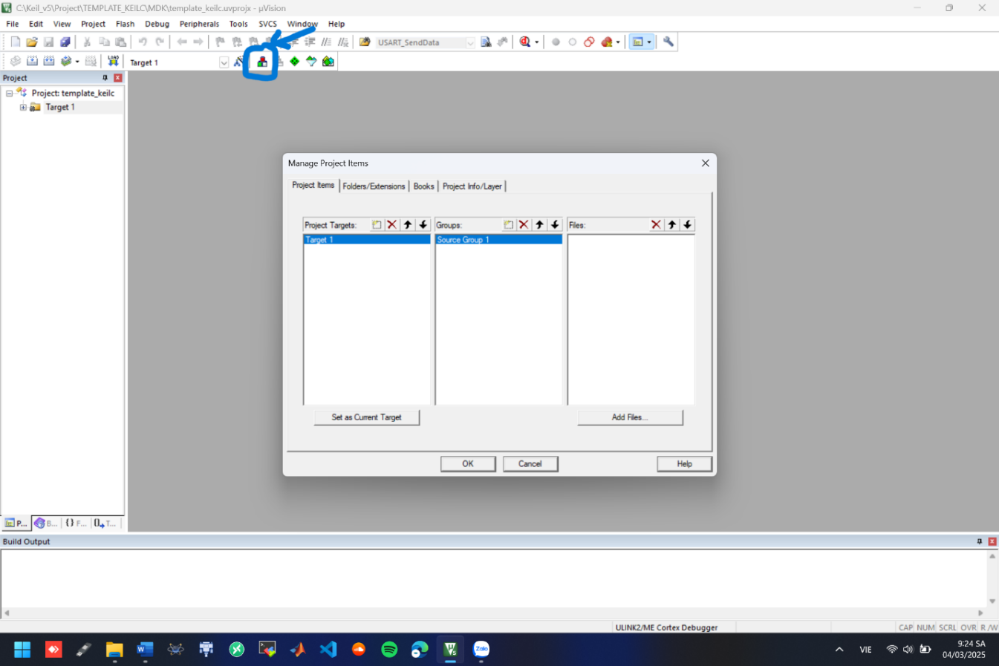 C:\Keil_v5\Project\TEMPLATE_KEILC\MDK\template_keilc.uvprojx - µVision
File Edit View Project Flash Debug Peripherals Tools SVCS Window Help
USART_SendData
LOAD
Target 1
Project
Project: template_keilc
Target 1
Manage Project Items
Project Items Folders/Extensions Books Project Info/Layer
Project Targets: Groups: Files:
Target 1 Source Group 1
Set as Current Target Add Files...
OK Cancel Help
P... B... {} F... T...
Build Output
ULINK2/ME Cortex Debugger CAP NUM SCRL OVR R/W
VIE
9:24 SA
04/03/2025
Zalo